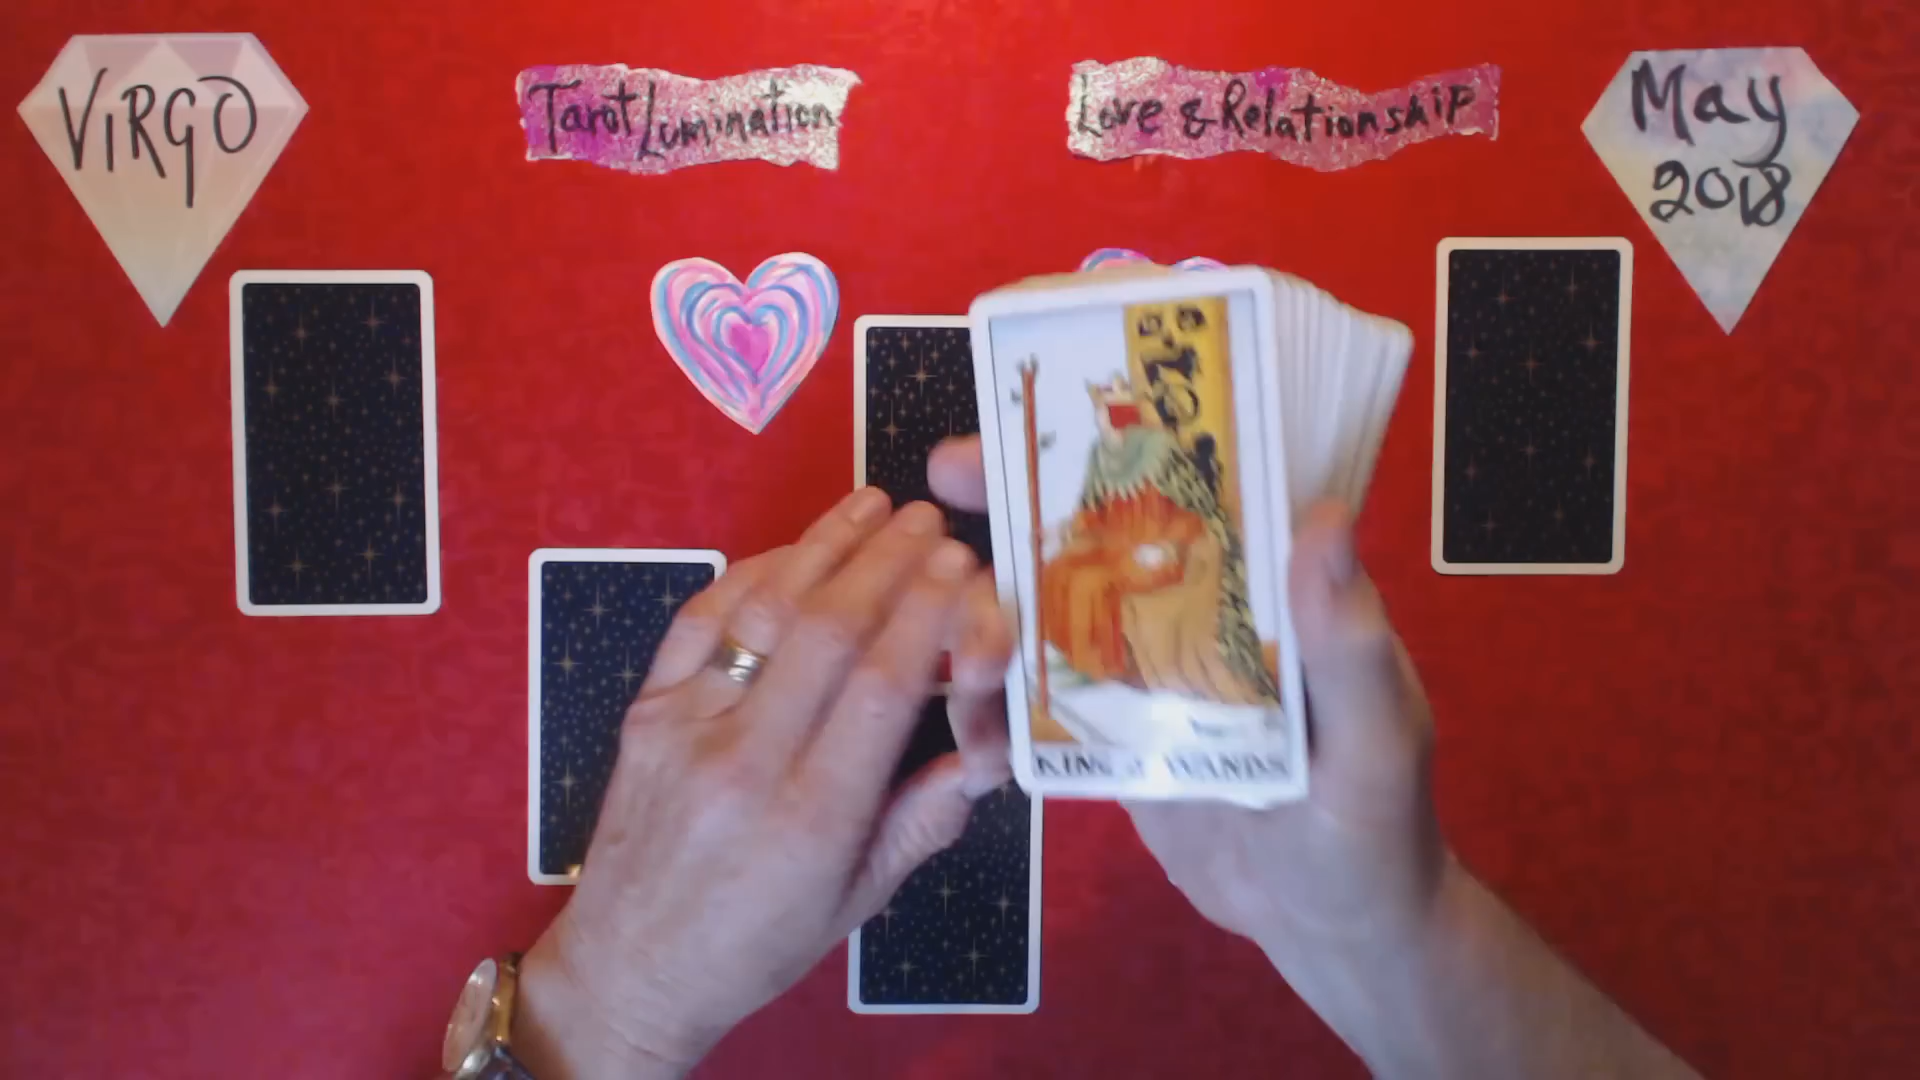 VIRGO
Tarot Lumination
Love & Relationship
May
2018
KING of WANDS